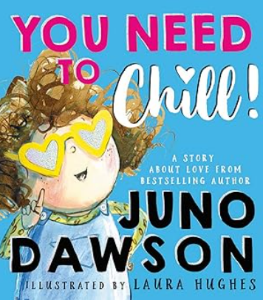 YOU NEED
TO Chill!
A STORY
ABOUT LOVE FROM
BESTSELLING AUTHOR
JUNO
DAWSON
ILLUSTRATED BY LAURA HUGHES